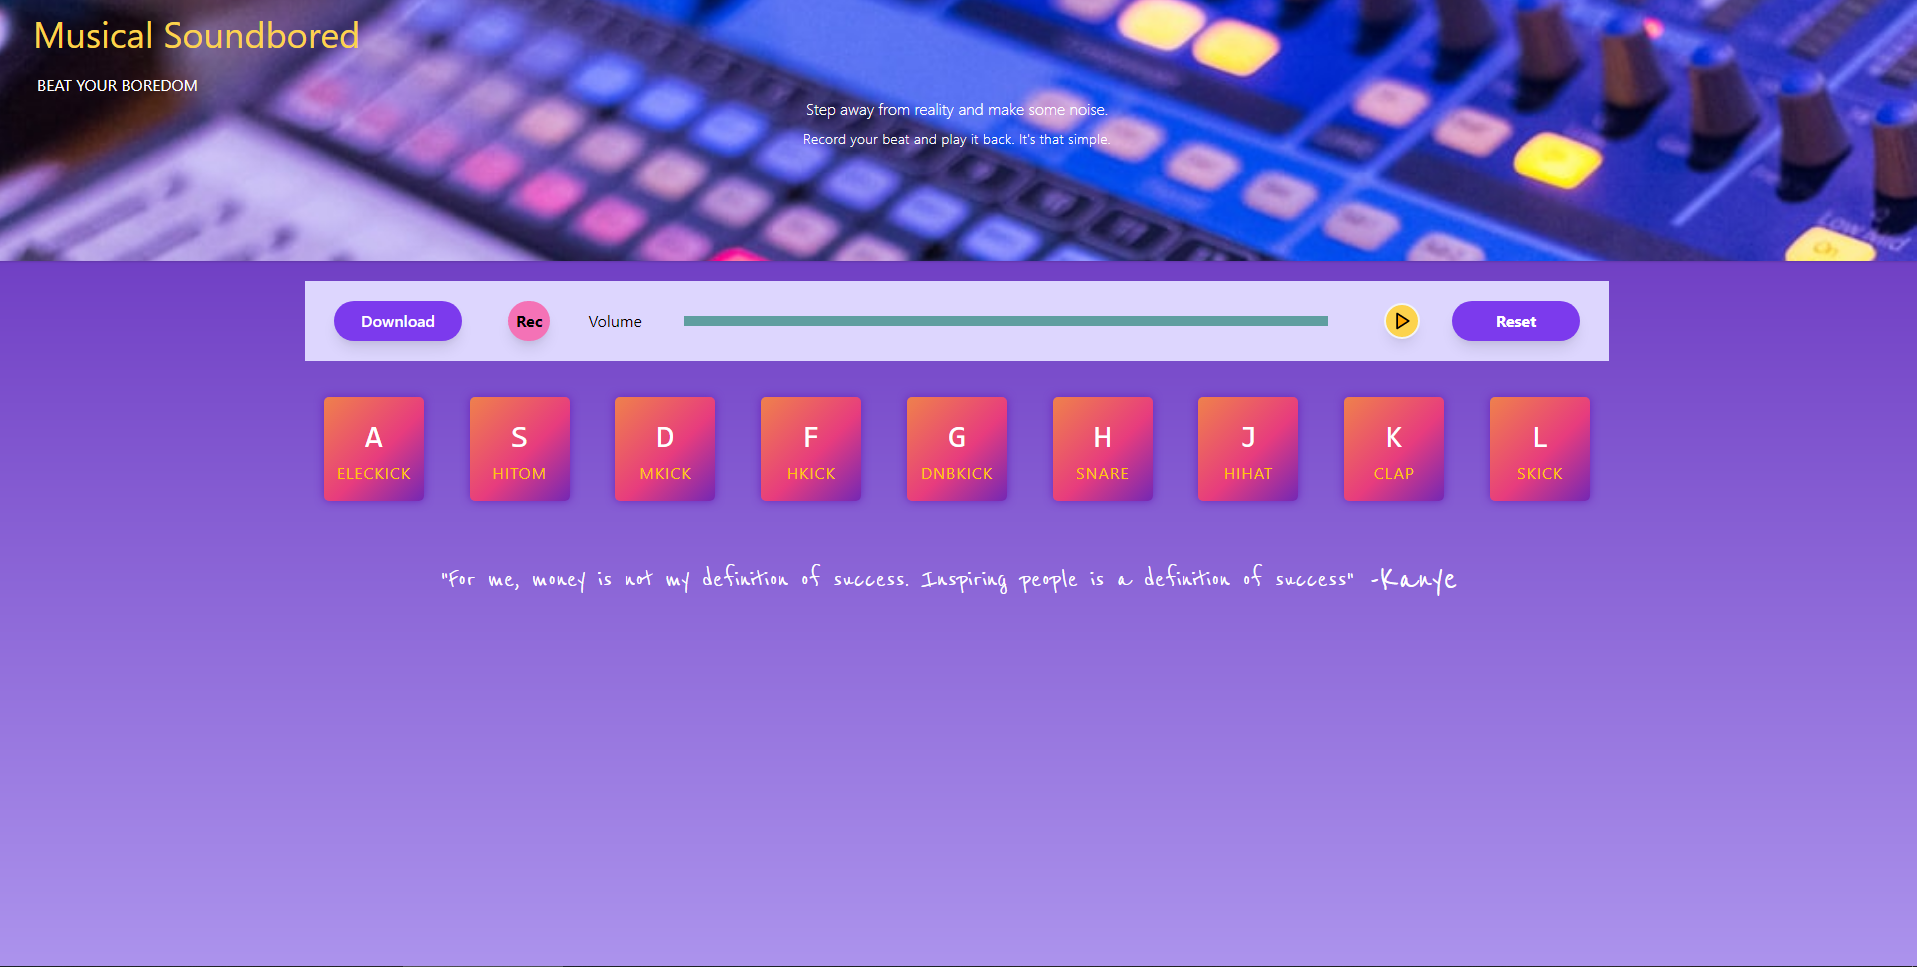 Musical Soundbored
BEAT YOUR BOREDOM
Step away from reality and make some noise.
Record your beat and play it back. It's that simple.
Download Rec Volume Reset
A S D F G H J K L
ELECKICK HITOM MKICK HKICK DNBKICK SNARE HIHAT CLAP SKICK
"For me, money is not my definition of success. Inspiring people is a definition of success" -Kanye